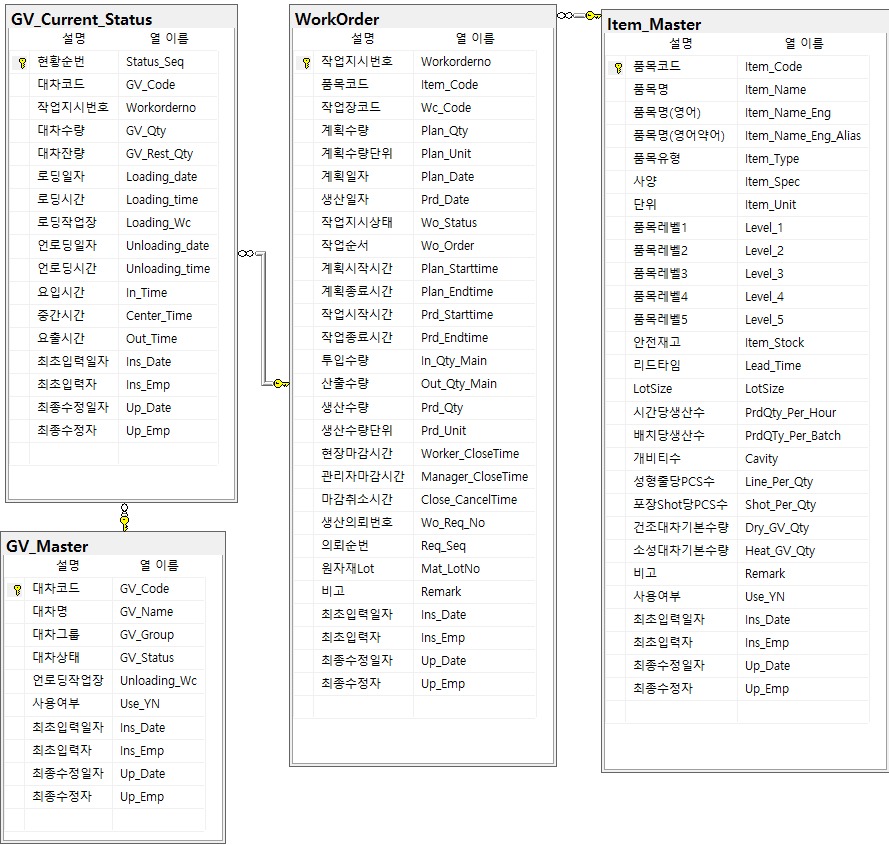 GV_Current_Status
설명 열 이름
현황순번 Status_Seq
대차코드 GV_Code
작업지시번호 Workorderno
대차수량 GV_Qty
대차잔량 GV_Rest_Qty
로딩일자 Loading_date
로딩시간 Loading_time
로딩작업장 Loading_Wc
언로딩일자 Unloading_date
언로딩시간 Unloading_time
요입시간 In_Time
중간시간 Center_Time
요출시간 Out_Time
최초입력일자 Ins_Date
최초입력자 Ins_Emp
최종수정일자 Up_Date
최종수정자 Up_Emp
GV_Master
설명 열 이름
대차코드 GV_Code
대차명 GV_Name
대차그룹 GV_Group
대차상태 GV_Status
언로딩작업장 Unloading_Wc
사용여부 Use_YN
최초입력일자 Ins_Date
최초입력자 Ins_Emp
최종수정일자 Up_Date
최종수정자 Up_Emp
WorkOrder
설명 열 이름
작업지시번호 Workorderno
품목코드 Item_Code
작업장코드 Wc_Code
계획수량 Plan_Qty
계획수량단위 Plan_Unit
계획일자 Plan_Date
생산일자 Prd_Date
작업지시상태 Wo_Status
작업순서 Wo_Order
계획시작시간 Plan_Starttime
계획종료시간 Plan_Endtime
작업시작시간 Prd_Starttime
작업종료시간 Prd_Endtime
투입수량 In_Qty_Main
산출수량 Out_Qty_Main
생산수량 Prd_Qty
생산수량단위 Prd_Unit
현장마감시간 Worker_CloseTime
관리자마감시간 Manager_CloseTime
마감취소시간 Close_CancelTime
생산의뢰번호 Wo_Req_No
의뢰순번 Req_Seq
원자재Lot Mat_LotNo
비고 Remark
최초입력일자 Ins_Date
최초입력자 Ins_Emp
최종수정일자 Up_Date
최종수정자 Up_Emp
Item_Master
설명 열 이름
품목코드 Item_Code
품목명 Item_Name
품목명(영어) Item_Name_Eng
품목명(영어약어) Item_Name_Eng_Alias
품목유형 Item_Type
사양 Item_Spec
단위 Item_Unit
품목레벨1 Level_1
품목레벨2 Level_2
품목레벨3 Level_3
품목레벨4 Level_4
품목레벨5 Level_5
안전재고 Item_Stock
리드타임 Lead_Time
LotSize LotSize
시간당생산수 PrdQty_Per_Hour
배치당생산수 PrdQTy_Per_Batch
개비티수 Cavity
성형줄당PCS수 Line_Per_Qty
포장Shot당PCS수 Shot_Per_Qty
건조대차기본수량 Dry_GV_Qty
소성대차기본수량 Heat_GV_Qty
비고 Remark
사용여부 Use_YN
최초입력일자 Ins_Date
최초입력자 Ins_Emp
최종수정일자 Up_Date
최종수정자 Up_Emp